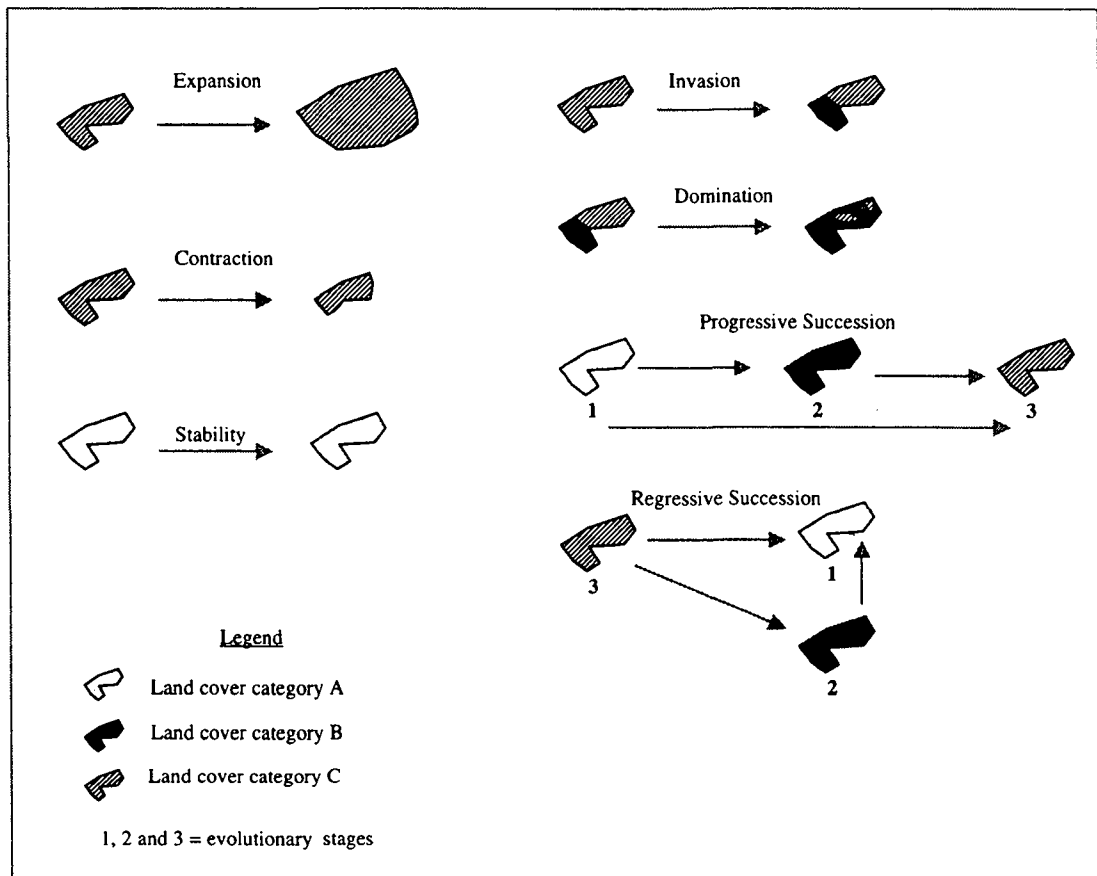 Expansion
Contraction
Stability
Invasion
Domination
Progressive Succession
1
2
3
Regressive Succession
3
1
2
Legend
Land cover category A
Land cover category B
Land cover category C
1, 2 and 3 = evolutionary stages